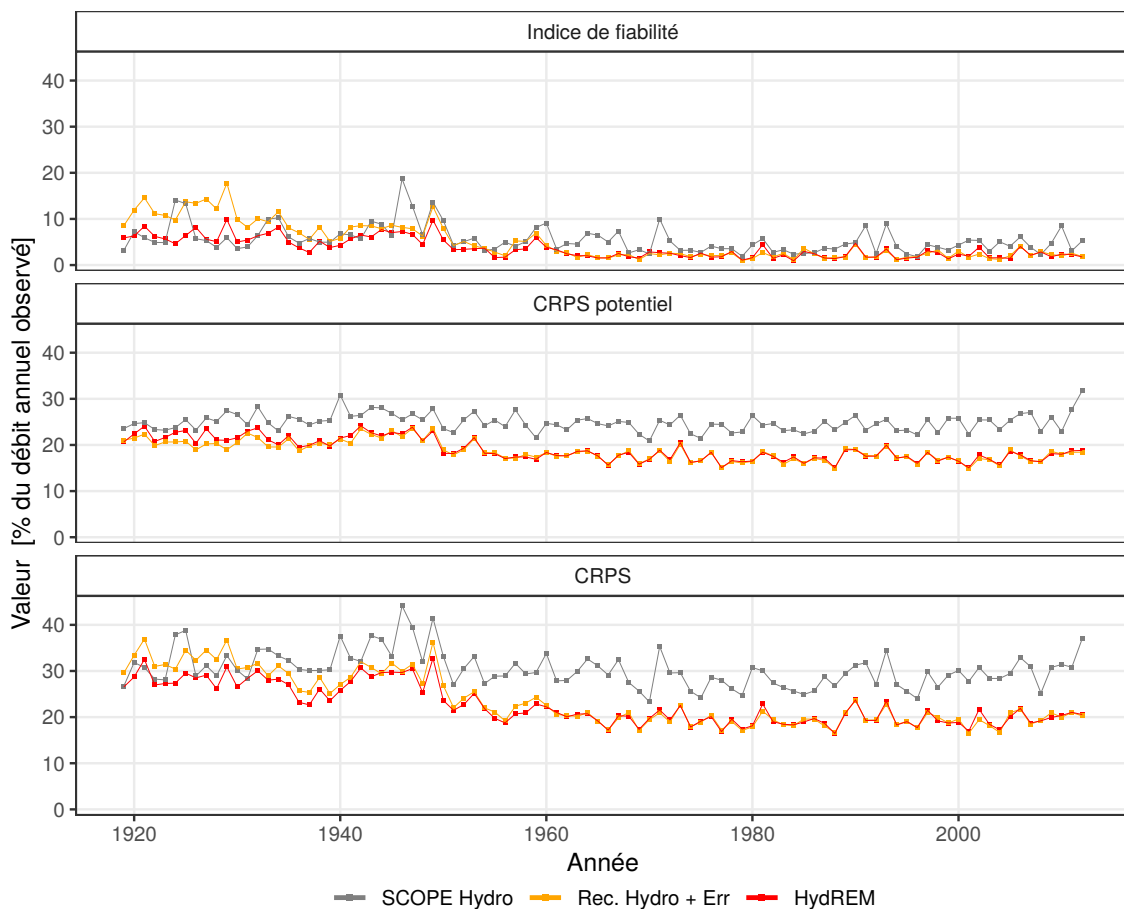 Indice de fiabilité
40
30
20
10
0
CRPS potentiel
40
30
20
10
0
CRPS
40
30
20
10
0
Valeur [% du débit annuel observé]
1920 1940 1960 1980 2000
Année
SCOPE Hydro Rec. Hydro + Err HydREM